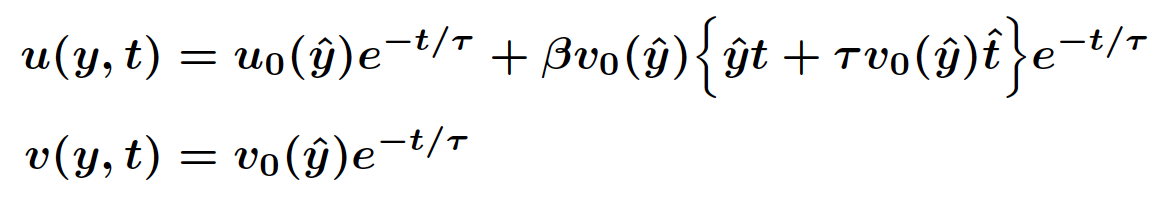 u(y, t) = u₀(ŷ)e^{−t/τ} + βv₀(ŷ){ŷt + τv₀(ŷ)t̂}e^{−t/τ}
v(y, t) = v₀(ŷ)e^{−t/τ}